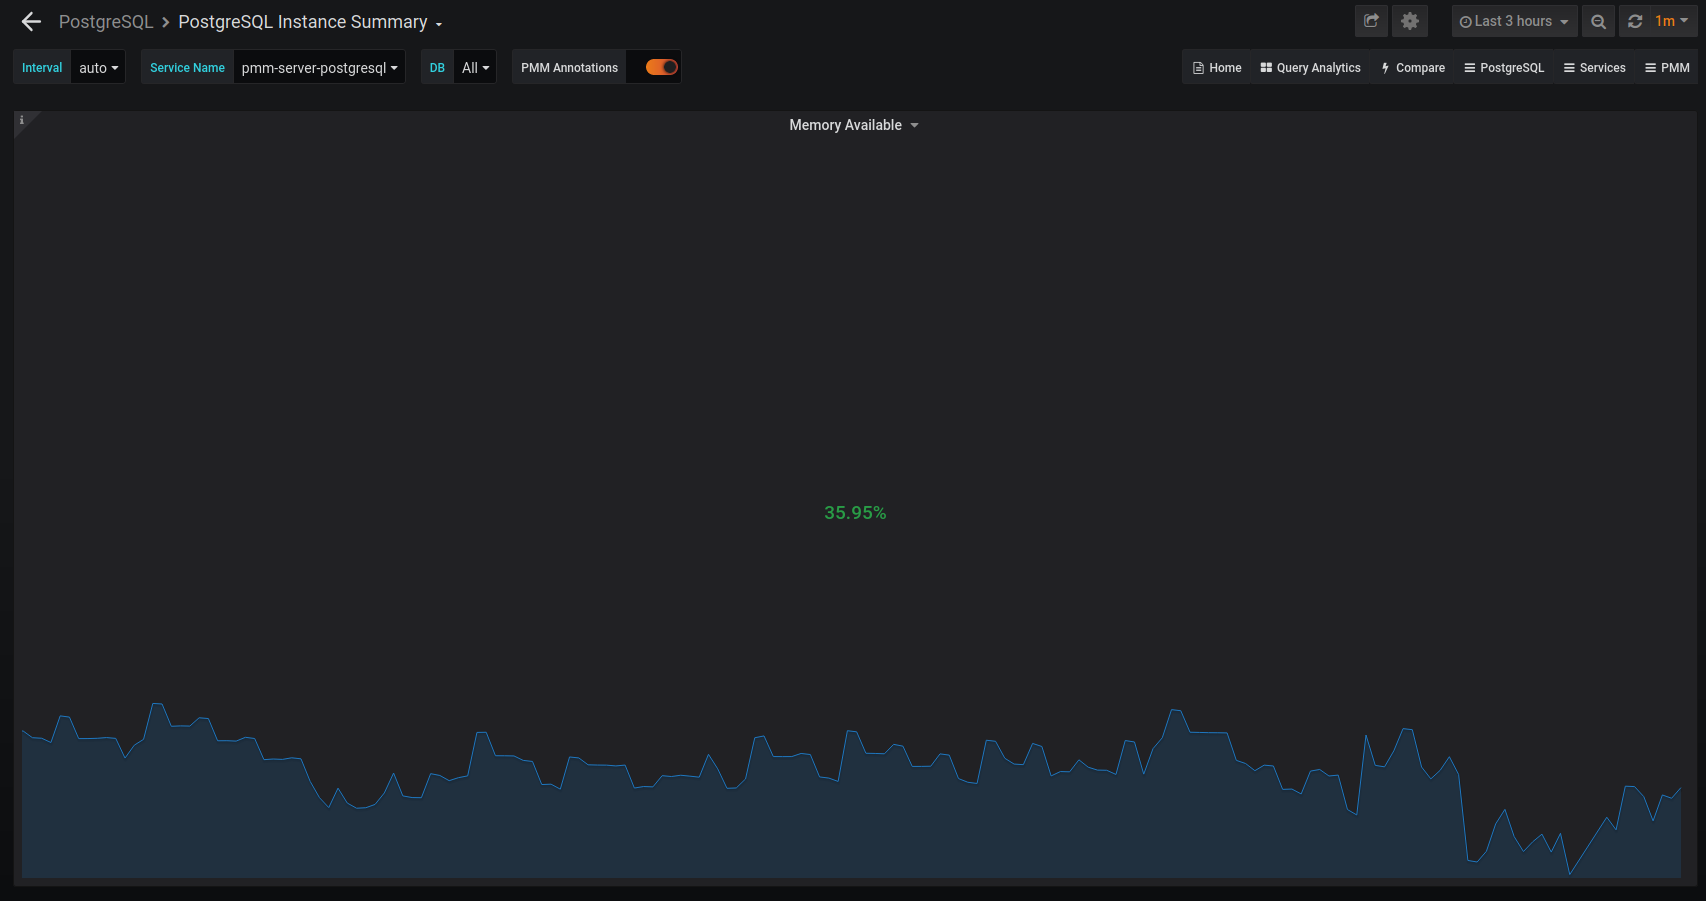 PostgreSQL > PostgreSQL Instance Summary
Last 3 hours 1m
Interval auto Service Name pmm-server-postgresql DB All PMM Annotations Home Query Analytics Compare PostgreSQL Services PMM
i
Memory Available
35.95%